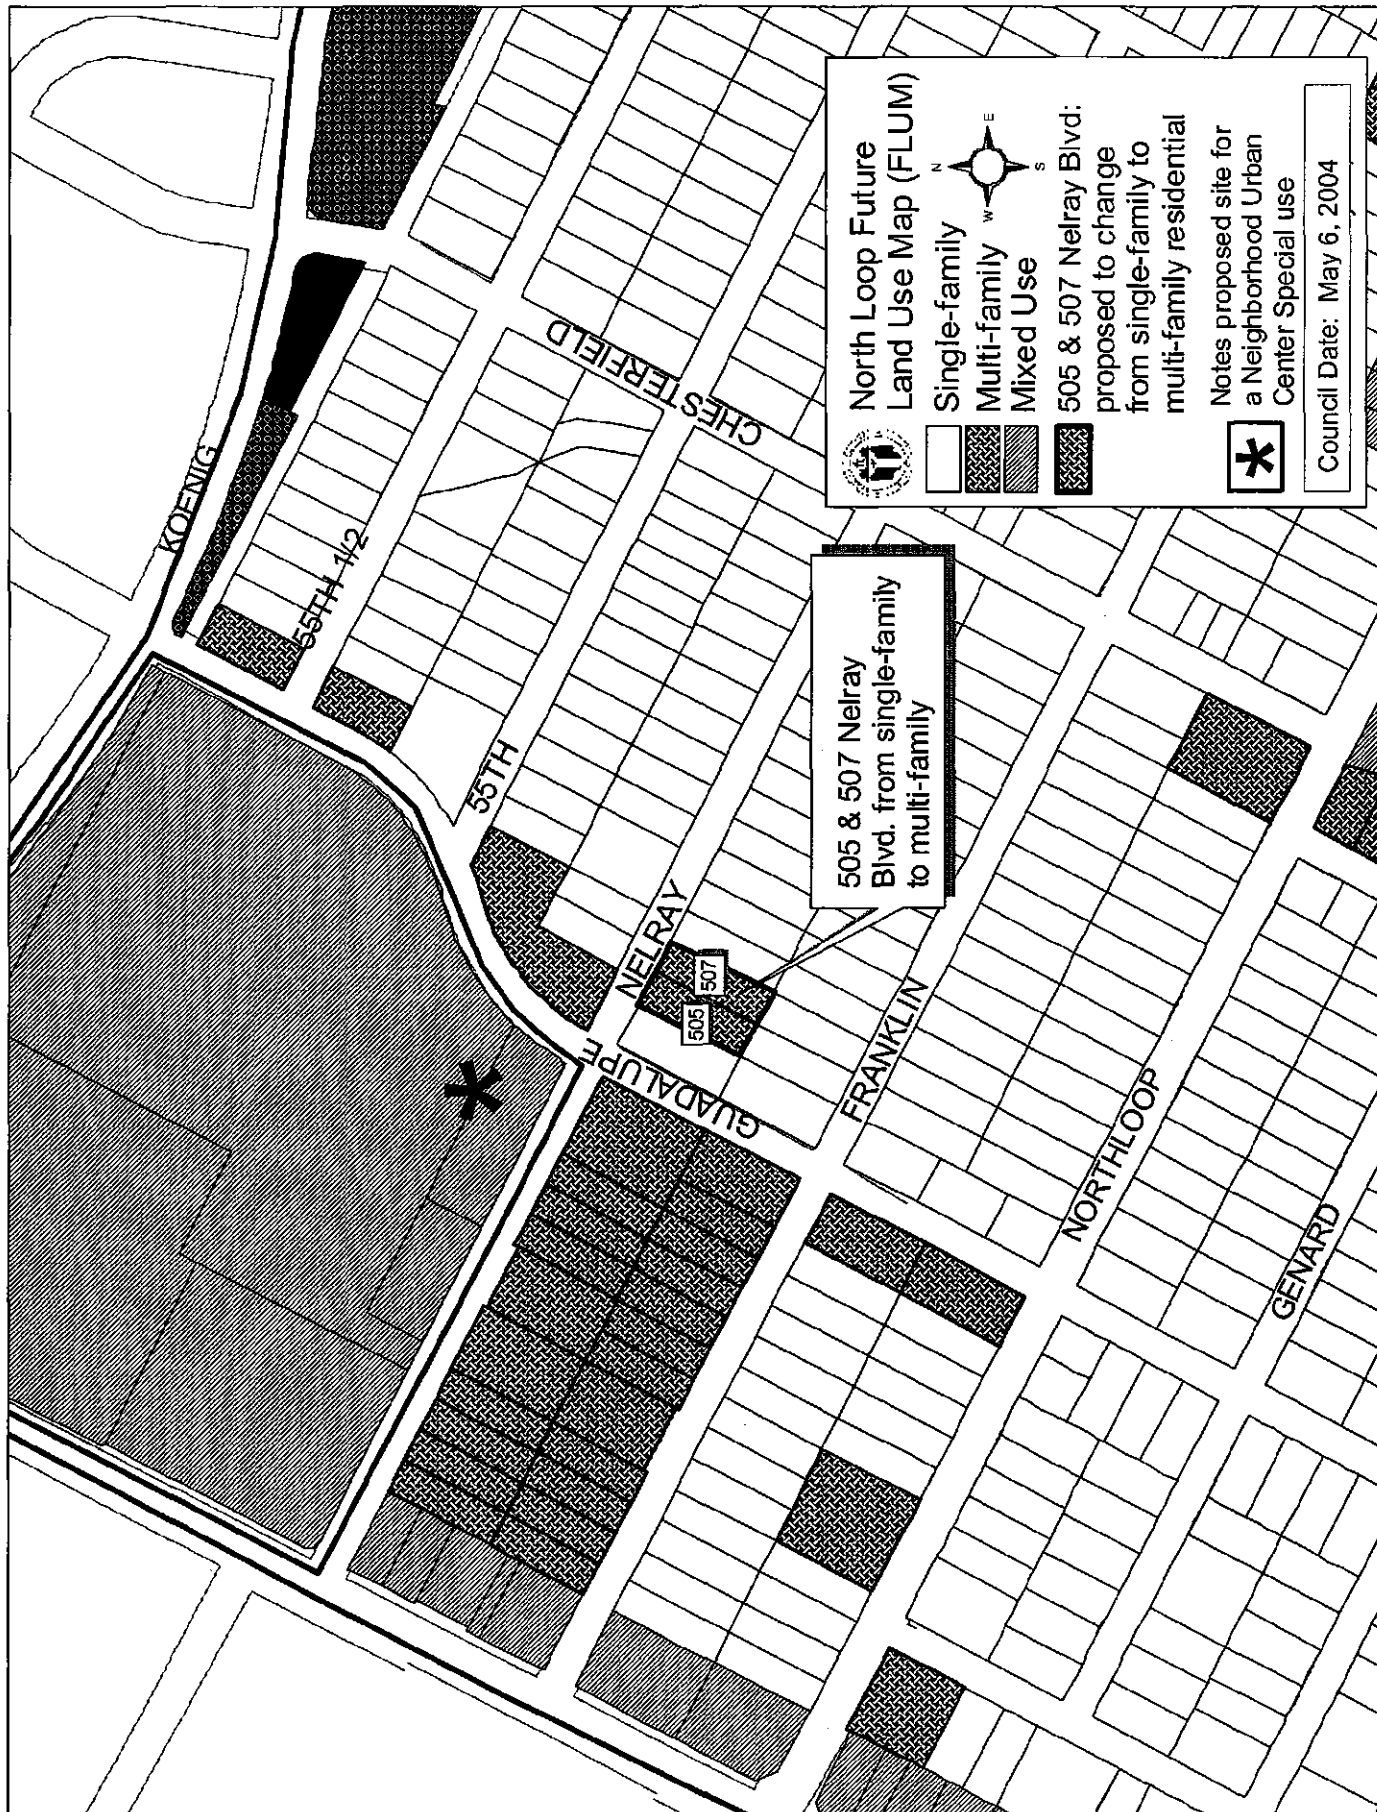 North Loop Future
Land Use Map (FLUM)
Single-family
Multi-family
Mixed Use
N
E
S
W
505 & 507 Nelray Blvd:
proposed to change
from single-family to
multi-family residential
Notes proposed site for
a Neighborhood Urban
Center Special use
Council Date: May 6, 2004
505 & 507 Nelray
Blvd. from single-family
to multi-family
505
507
KOENIG
55TH 1/2
CHESTERFIELD
55TH
NELRAY
GUADALUPE
FRANKLIN
NORTHLOOP
GENARD